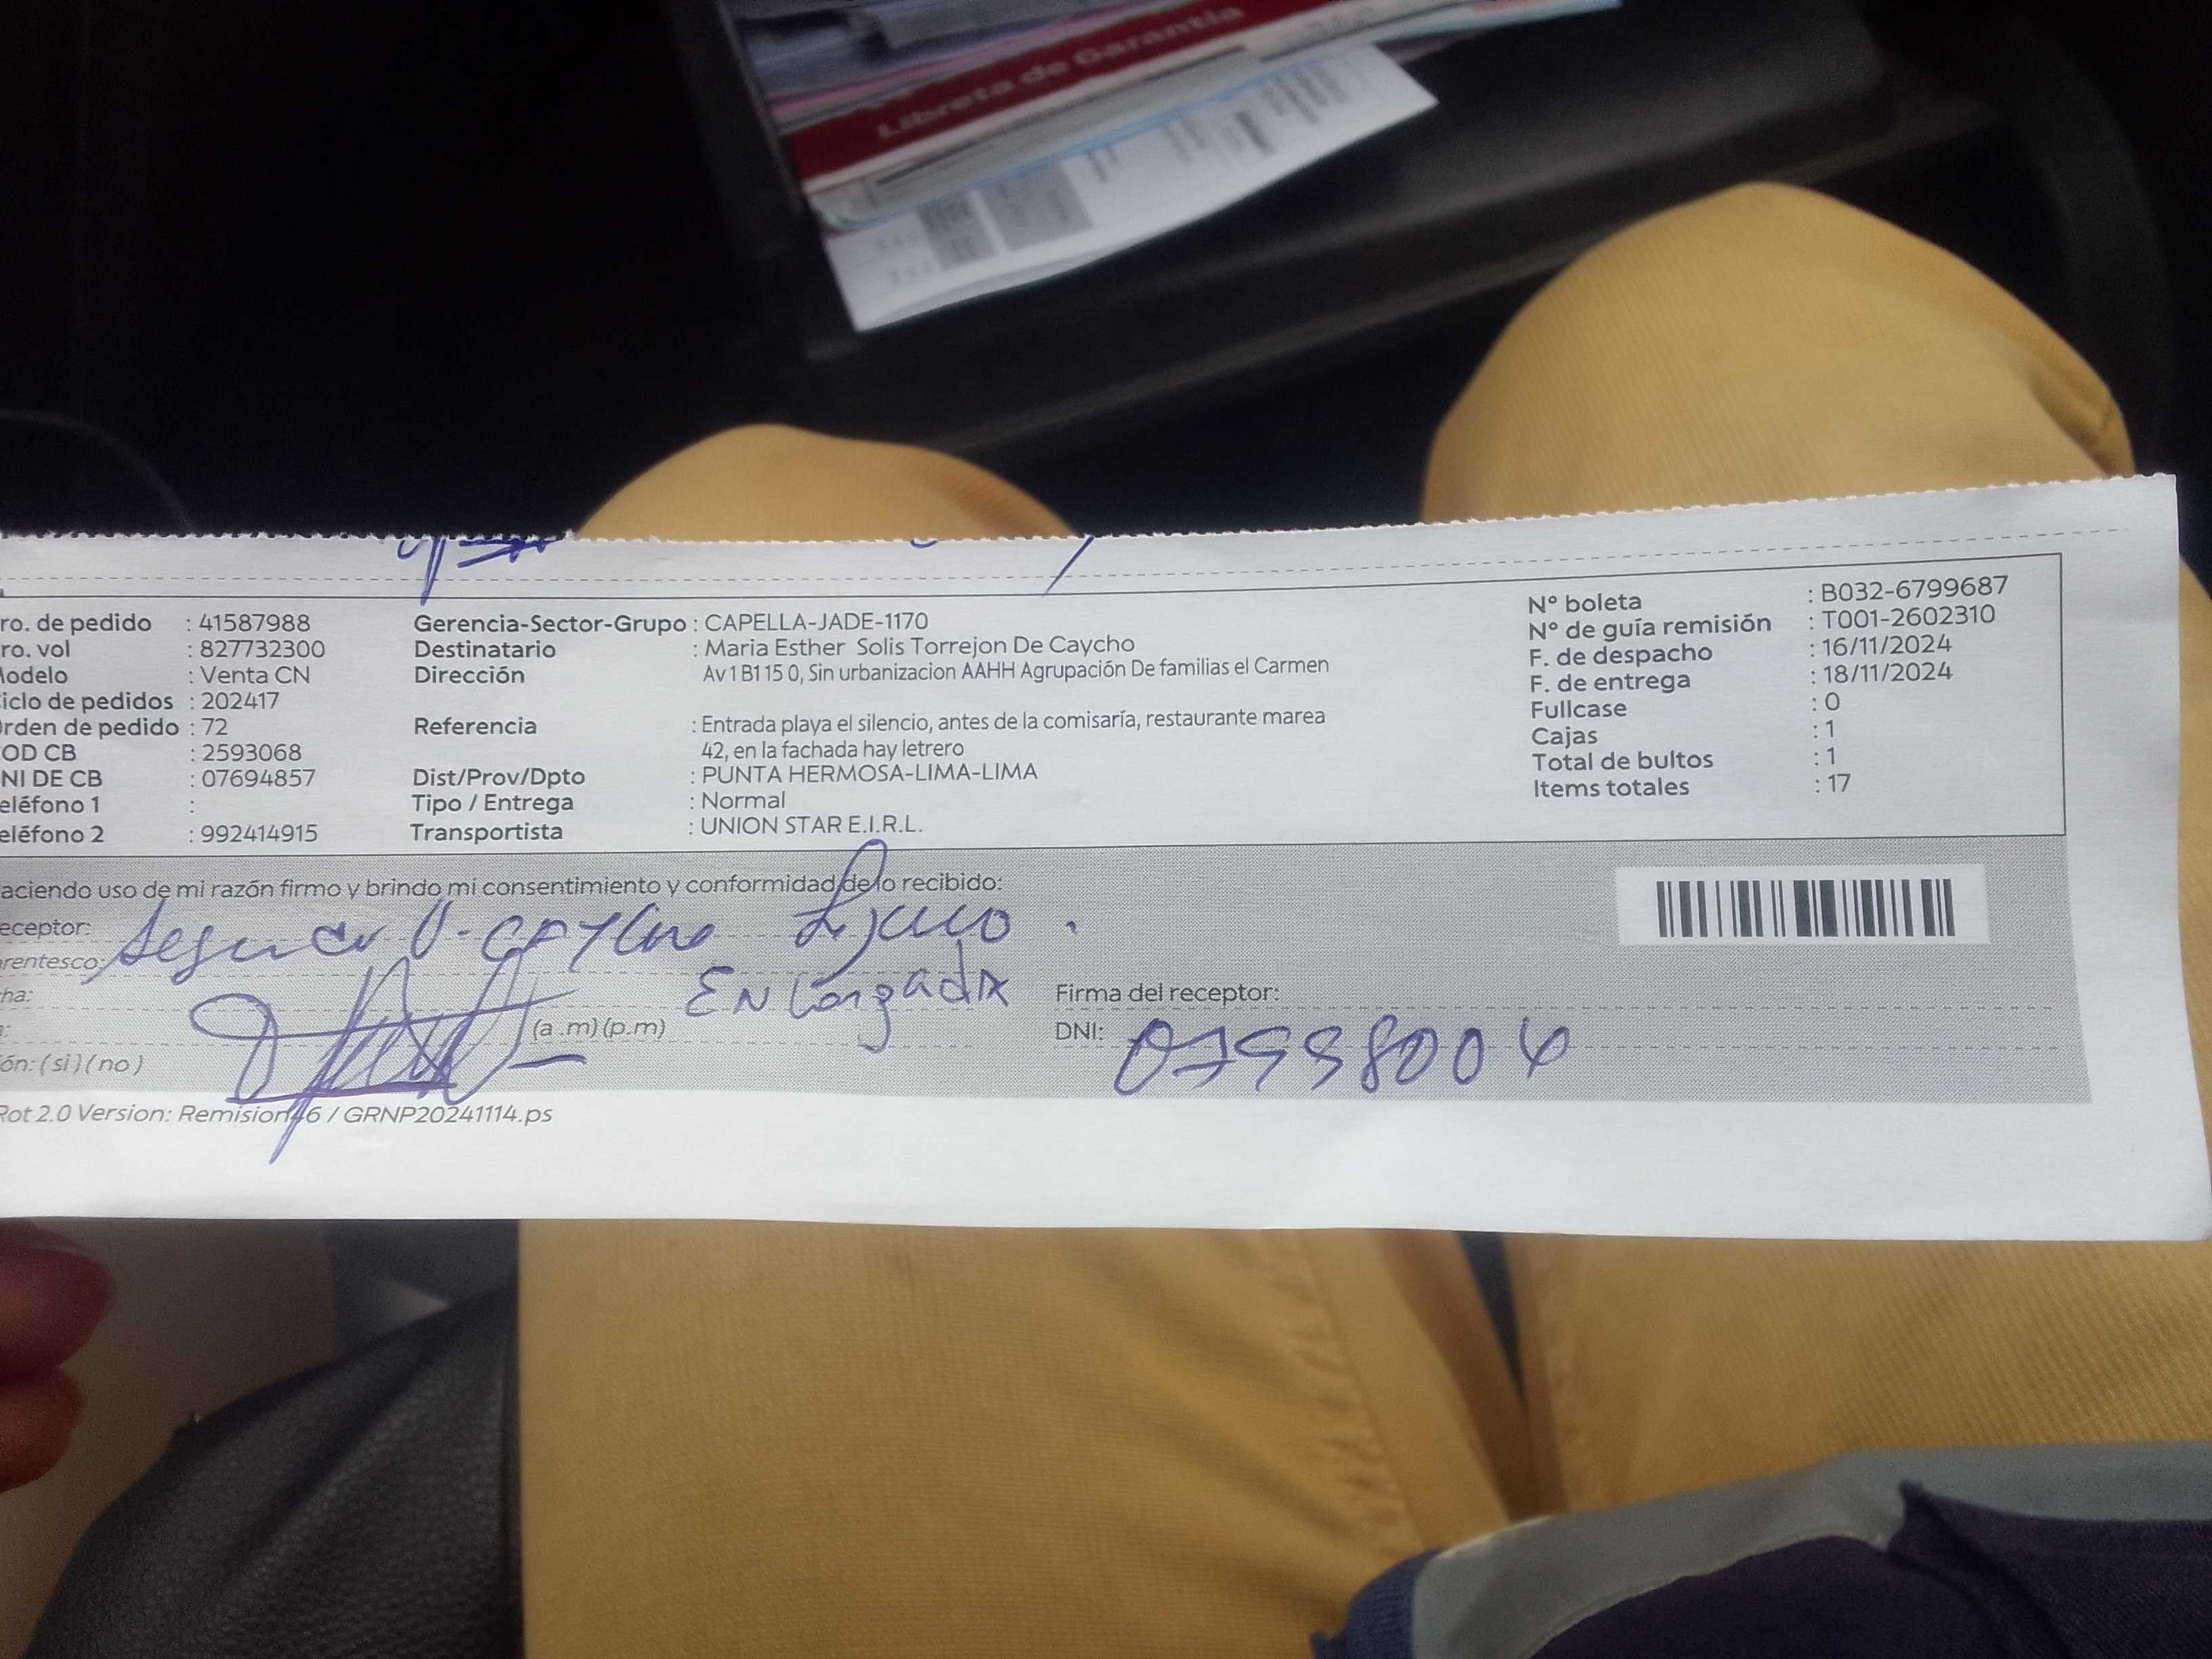 Libreta de Garantía
ro. de pedido : 41587988
ro. vol : 827732300
odelo : Venta CN
iclo de pedidos : 202417
rden de pedido : 72
OD CB : 2593068
NI DE CB : 07694857
eléfono 1 :
eléfono 2 : 992414915
Gerencia-Sector-Grupo : CAPELLA-JADE-1170
Destinatario : Maria Esther Solis Torrejon De Caycho
Dirección Av 1 B1 15 0, Sin urbanizacion AAHH Agrupación De familias el Carmen
Referencia : Entrada playa el silencio, antes de la comisaría, restaurante marea
42, en la fachada hay letrero
Dist/Prov/Dpto : PUNTA HERMOSA-LIMA-LIMA
Tipo / Entrega : Normal
Transportista : UNION STAR E.I.R.L.
N° boleta : B032-6799687
N° de guía remisión : T001-2602310
F. de despacho : 16/11/2024
F. de entrega : 18/11/2024
Fullcase : 0
Cajas : 1
Total de bultos : 1
Items totales : 17
aciendo uso de mi razón firmo y brindo mi consentimiento y conformidad de lo recibido:
eceptor:
rentesco:
ha: Encargada
(a .m) (p.m)
Firma del receptor:
DNI:
ón: ( si ) ( no )
Rot 2.0 Version: Remision46 / GRNP20241114.ps